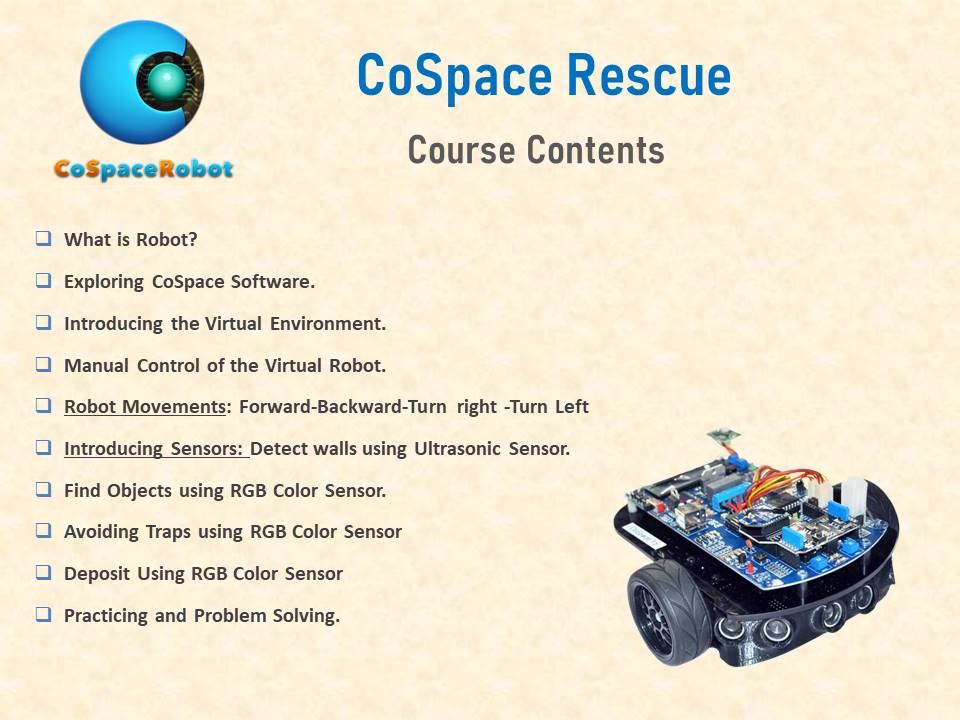 CoSpace Rescue
Course Contents
CoSpaceRobot
What is Robot?
Exploring CoSpace Software.
Introducing the Virtual Environment.
Manual Control of the Virtual Robot.
Robot Movements: Forward-Backward-Turn right -Turn Left
Introducing Sensors: Detect walls using Ultrasonic Sensor.
Find Objects using RGB Color Sensor.
Avoiding Traps using RGB Color Sensor
Deposit Using RGB Color Sensor
Practicing and Problem Solving.